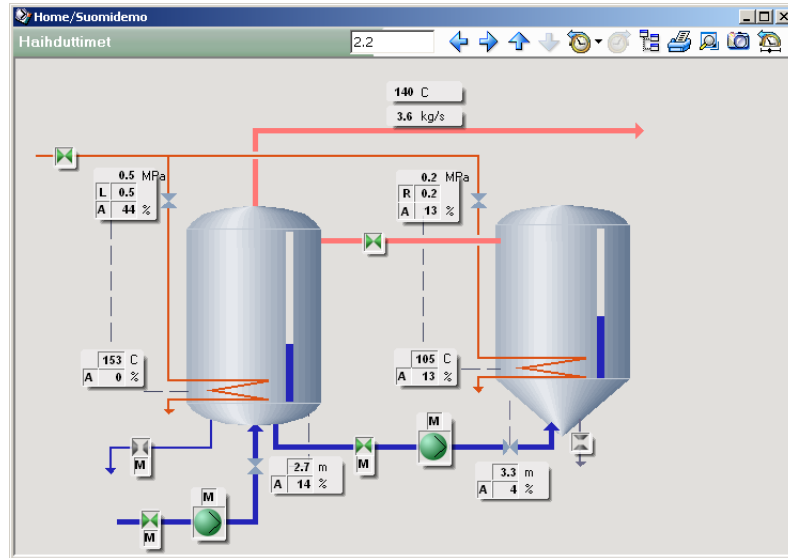 Home/Suomidemo
Haihduttimet
2.2
140 C
3.6 kg/s
0.5 MPa
L 0.5
A 44 %
0.2 MPa
R 0.2
A 13 %
153 C
A 0 %
105 C
A 13 %
M
M
M
M
2.7 m
A 14 %
3.3 m
A 4 %
M
M